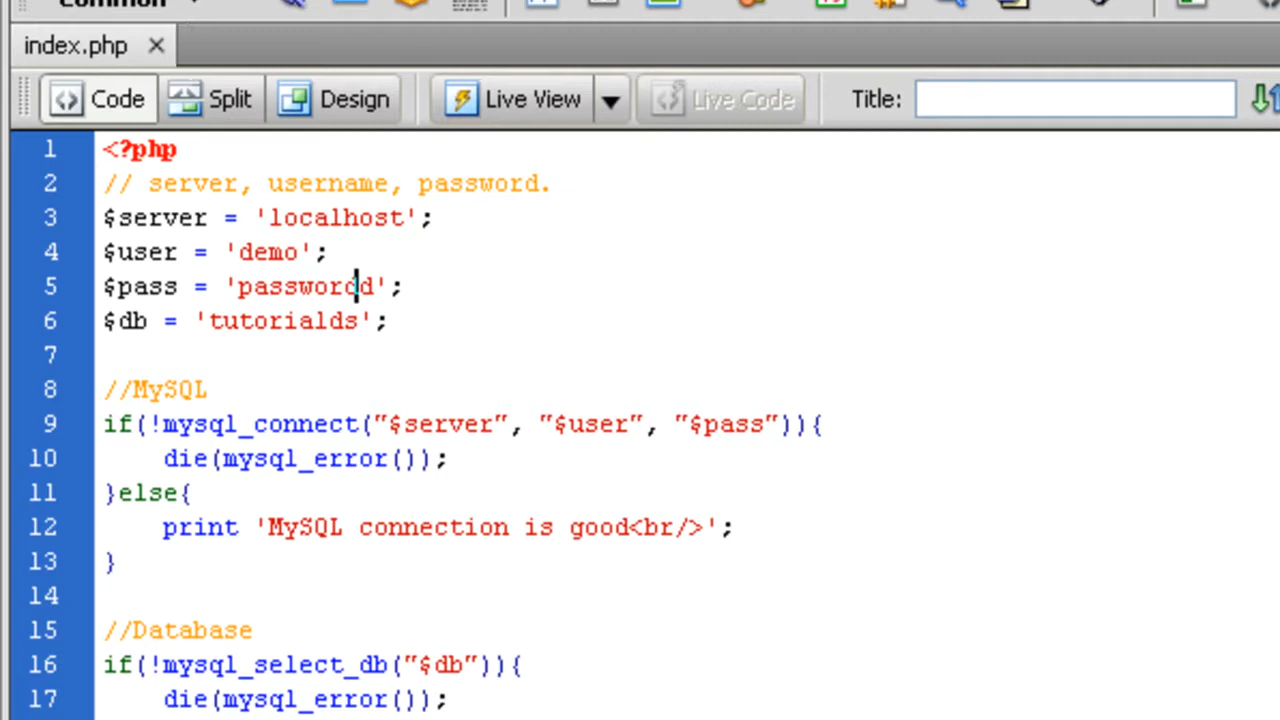 Common
index.php
Code Split Design Live View Live Code Title:
1 <?php
2 // server, username, password.
3 $server = 'localhost';
4 $user = 'demo';
5 $pass = 'passwordd';
6 $db = 'tutorialds';
7
8 //MySQL
9 if(!mysql_connect("$server", "$user", "$pass")){
10 die(mysql_error());
11 }else{
12 print 'MySQL connection is good<br/>';
13 }
14
15 //Database
16 if(!mysql_select_db("$db")){
17 die(mysql_error());